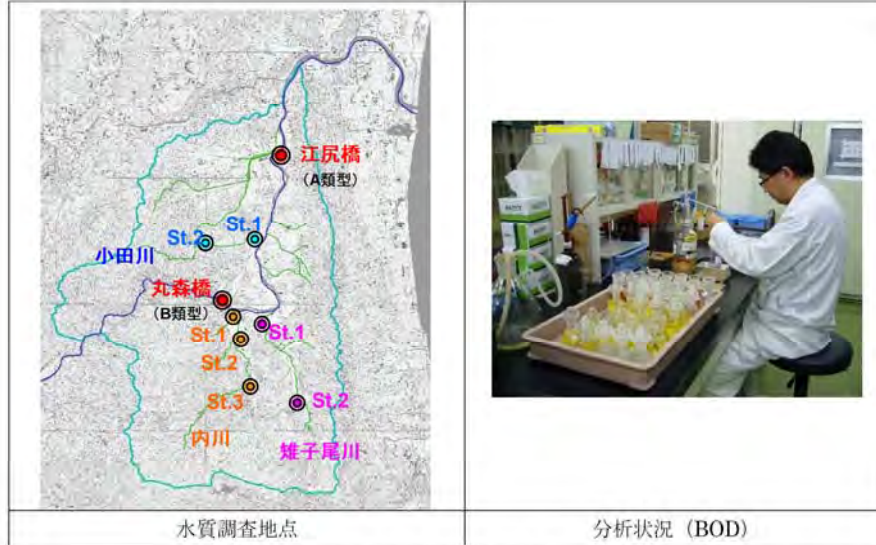 江尻橋
（A類型）
St.2
St.1
小田川
丸森橋
（B類型）
St.1
St.1
St.2
St.3
St.2
内川
雉子尾川
水質調査地点
分析状況（BOD）